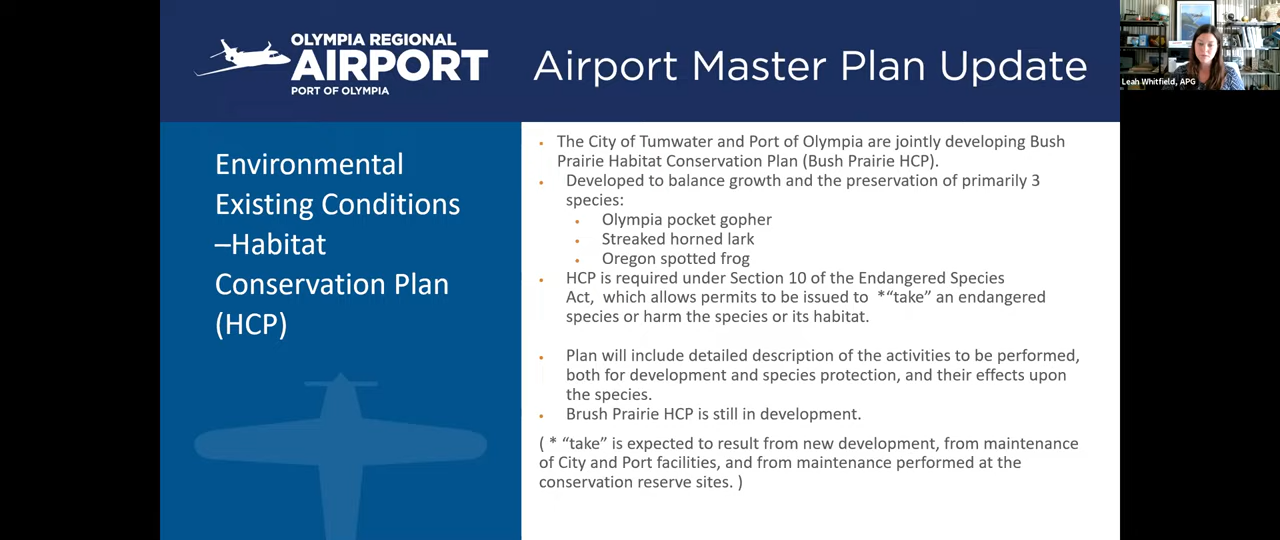 OLYMPIA REGIONAL
AIRPORT
PORT OF OLYMPIA
Airport Master Plan Update
Leah Whitfield, APG
Environmental
Existing Conditions
–Habitat
Conservation Plan
(HCP)
• The City of Tumwater and Port of Olympia are jointly developing Bush
Prairie Habitat Conservation Plan (Bush Prairie HCP).
• Developed to balance growth and the preservation of primarily 3
species:
• Olympia pocket gopher
• Streaked horned lark
• Oregon spotted frog
• HCP is required under Section 10 of the Endangered Species
Act, which allows permits to be issued to *“take” an endangered
species or harm the species or its habitat.
• Plan will include detailed description of the activities to be performed,
both for development and species protection, and their effects upon
the species.
• Brush Prairie HCP is still in development.
( * “take” is expected to result from new development, from maintenance
of City and Port facilities, and from maintenance performed at the
conservation reserve sites. )